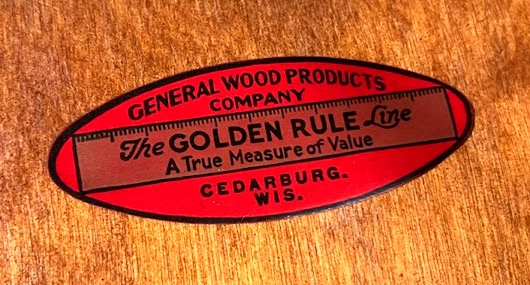 GENERAL WOOD PRODUCTS
COMPANY
The GOLDEN RULE Line
A True Measure of Value
CEDARBURG.
WIS.